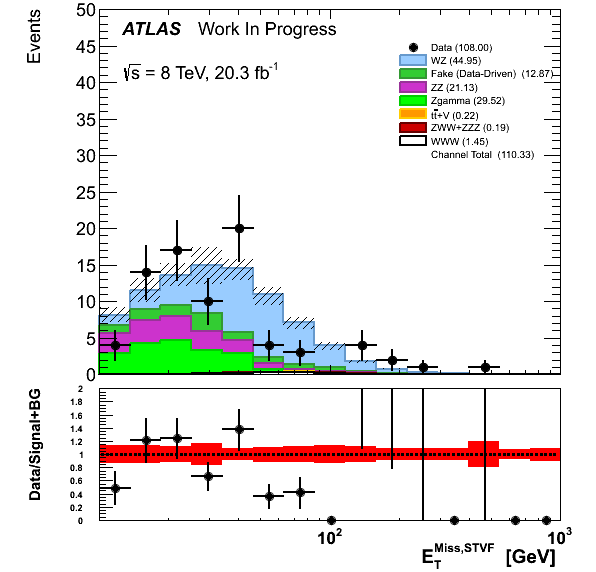 Events
50
45
40
35
30
25
20
15
10
5
0
ATLAS Work In Progress
√s = 8 TeV, 20.3 fb⁻¹
Data (108.00)
WZ (44.95)
Fake (Data-Driven) (12.87)
ZZ (21.13)
Zgamma (29.52)
tt̄+V (0.22)
ZWW+ZZZ (0.19)
WWW (1.45)
Channel Total (110.33)
Data/Signal+BG
2
1.8
1.6
1.4
1.2
1
0.8
0.6
0.4
0.2
0
10² 10³
E_T^Miss,STVF [GeV]